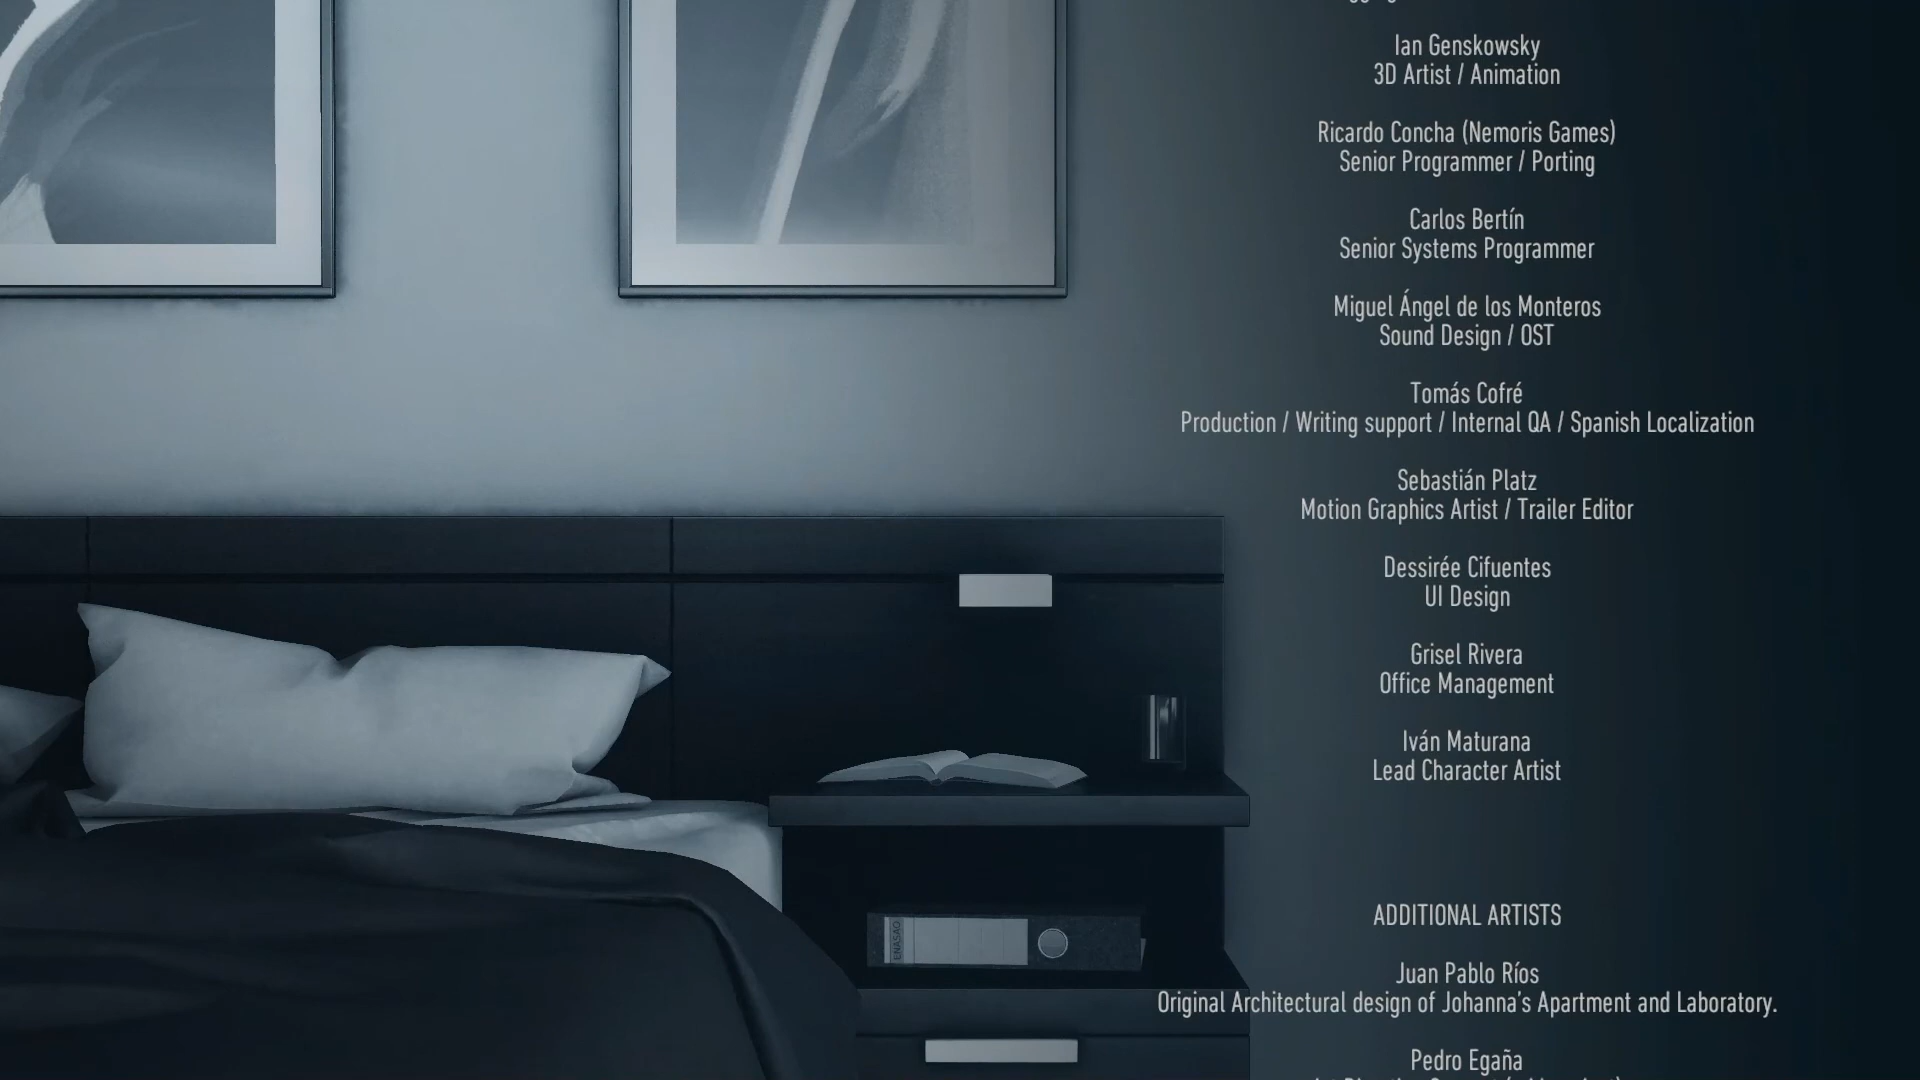 Ian Genskowsky
3D Artist / Animation
Ricardo Concha (Nemoris Games)
Senior Programmer / Porting
Carlos Bertín
Senior Systems Programmer
Miguel Ángel de los Monteros
Sound Design / OST
Tomás Cofré
Production / Writing support / Internal QA / Spanish Localization
Sebastián Platz
Motion Graphics Artist / Trailer Editor
Dessirée Cifuentes
UI Design
Grisel Rivera
Office Management
Iván Maturana
Lead Character Artist
ADDITIONAL ARTISTS
Juan Pablo Ríos
Original Architectural design of Johanna's Apartment and Laboratory.
Pedro Egaña